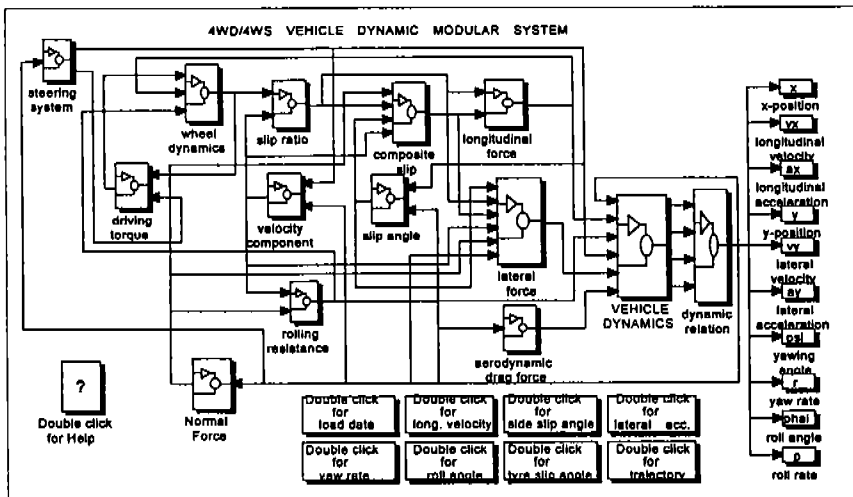 4WD/4WS VEHICLE DYNAMIC MODULAR SYSTEM
steering
system
wheel
dynamics
slip ratio
composite
slip
longitudinal
force
driving
torque
velocity
component
slip angle
lateral
force
rolling
resistance
aerodynamic
drag force
VEHICLE
DYNAMICS
dynamic
relation
Normal
Force
x
x-position
vx
longitudinal
velocity
ax
longitudinal
acceleration
y
y-position
vy
lateral
velocity
ay
lateral
acceleration
psi
yawing
angle
r
yaw rate
phai
roll angle
p
roll rate
?
Double click
for Help
Double click
for
load data
Double click
for
long. velocity
Double click
for
side slip angle
Double click
for
lateral acc.
Double click
for
yaw rate
Double click
for
roll angle
Double click
for
tyre slip angle
Double click
for
trajectory